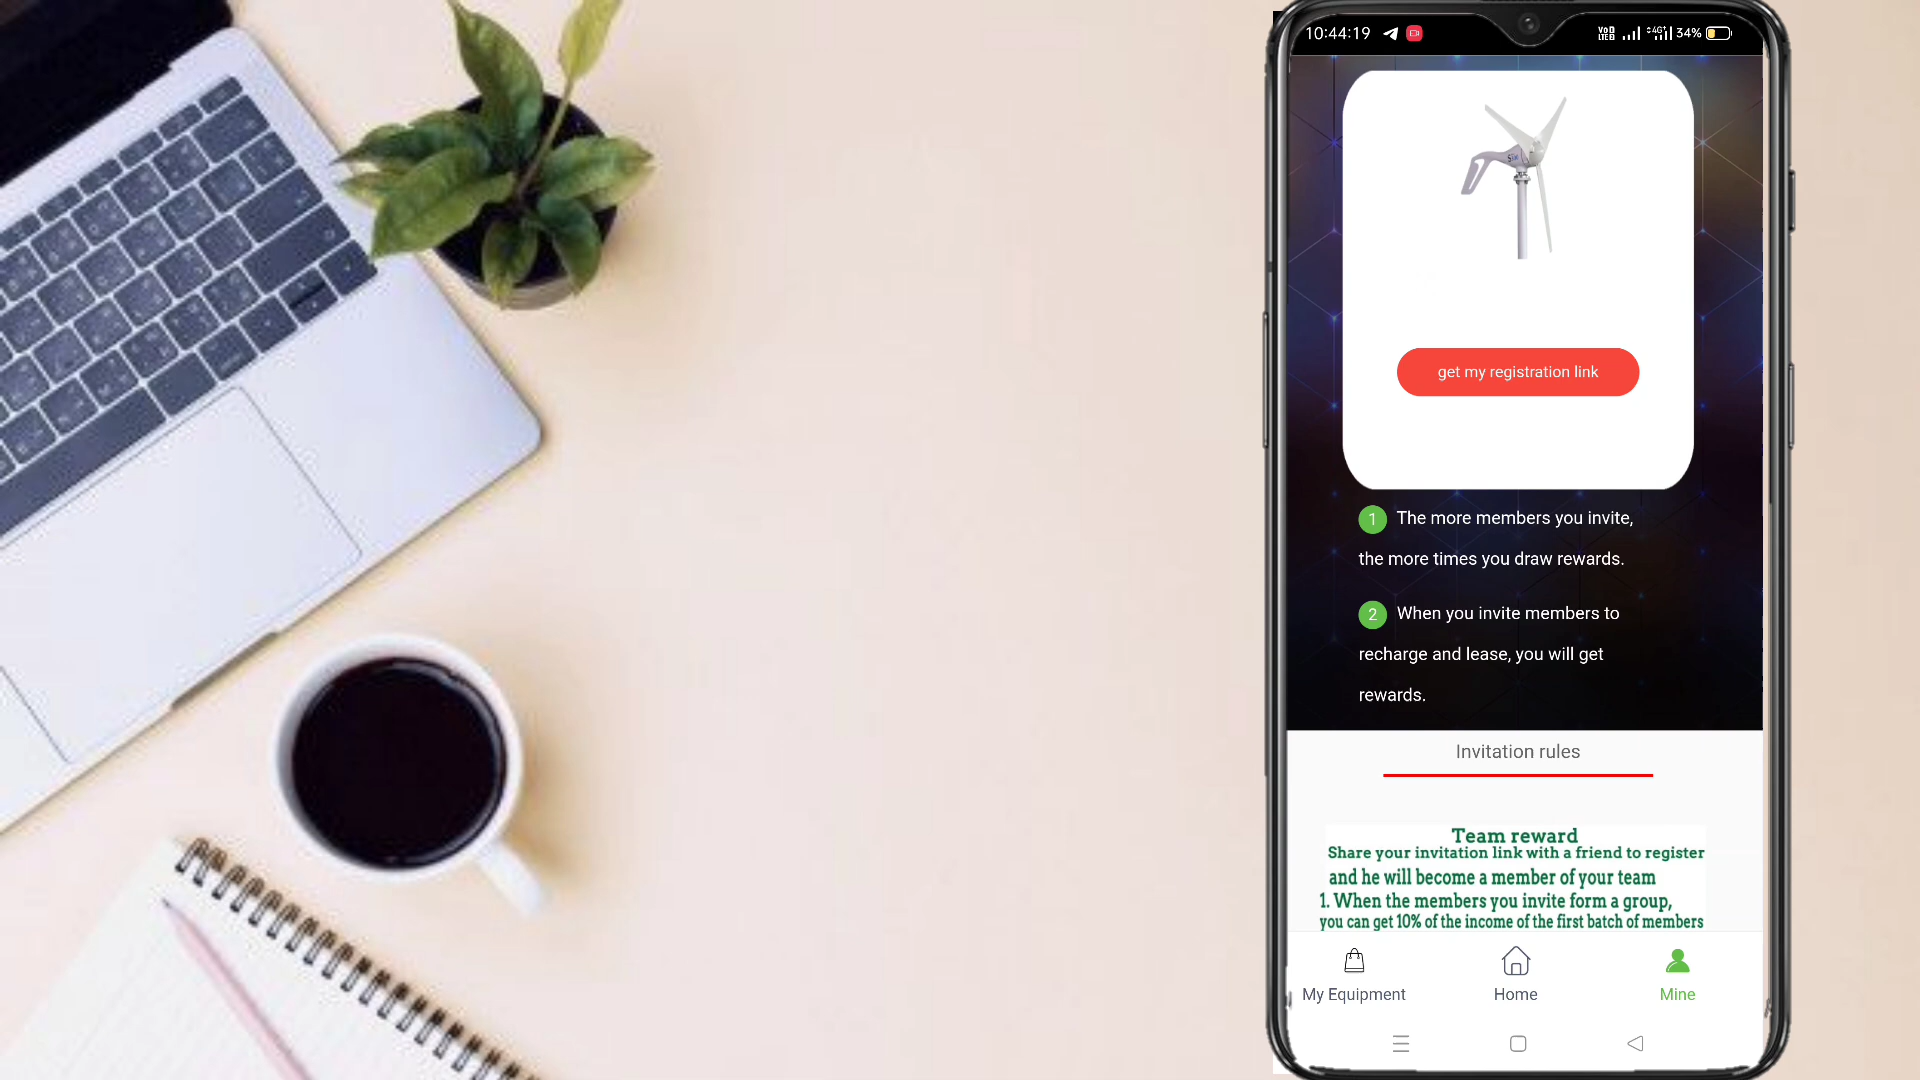 10:44:19
34%
get my registration link
1 The more members you invite,
the more times you draw rewards.
2 When you invite members to
recharge and lease, you will get
rewards.
Invitation rules
Team reward
Share your invitation link with a friend to register
and he will become a member of your team
1. When the members you invite form a group,
you can get 10% of the income of the first batch of members
My Equipment
Home
Mine